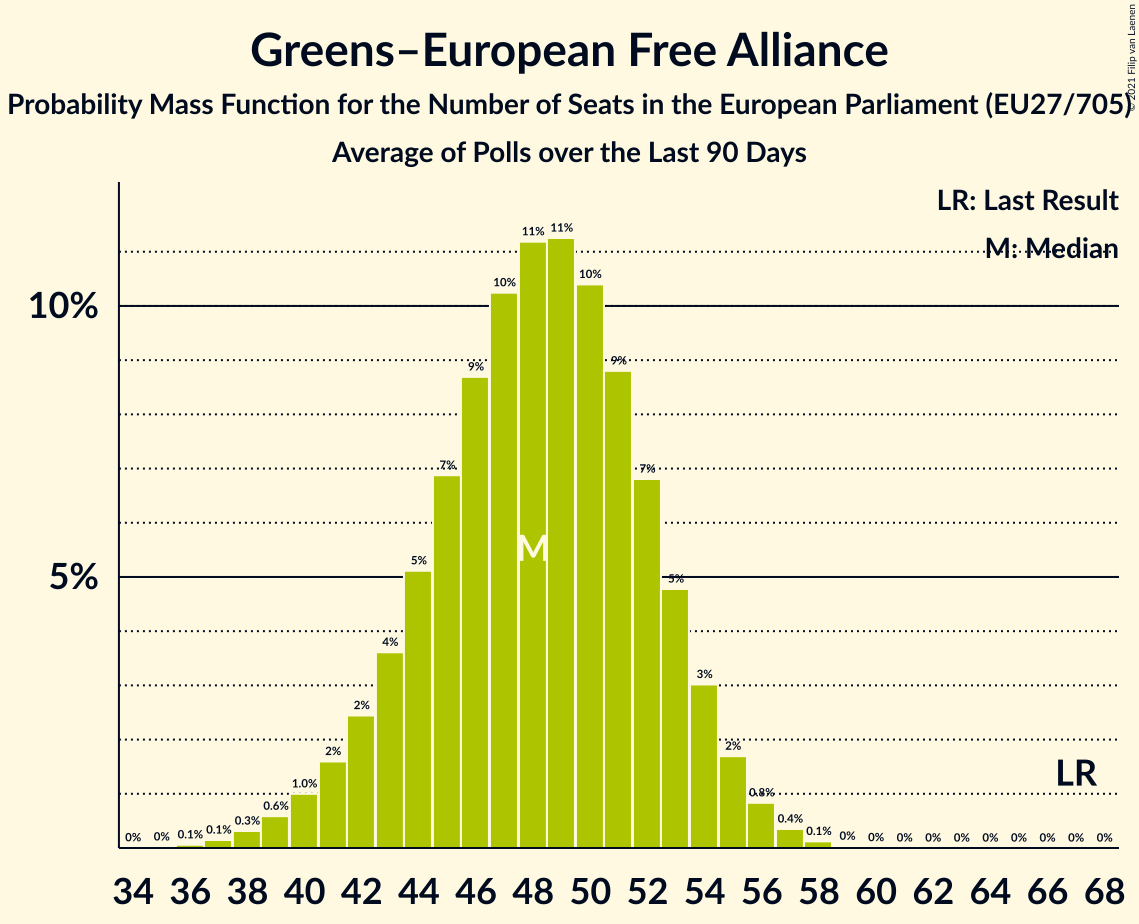 © 2021 Filip van Laenen
Greens–European Free Alliance
Probability Mass Function for the Number of Seats in the European Parliament (EU27/705)
Average of Polls over the Last 90 Days
LR: Last Result
M: Median
10%
5%
0% 0% 0.1% 0.1% 0.3% 0.6% 1.0% 2% 2% 4% 5% 7% 9% 10% 11% 11% 10% 9% 7% 5% 3% 2% 0.8% 0.4% 0.1% 0% 0% 0% 0% 0% 0% 0% 0% 0% 0%
M
LR
34 36 38 40 42 44 46 48 50 52 54 56 58 60 62 64 66 68